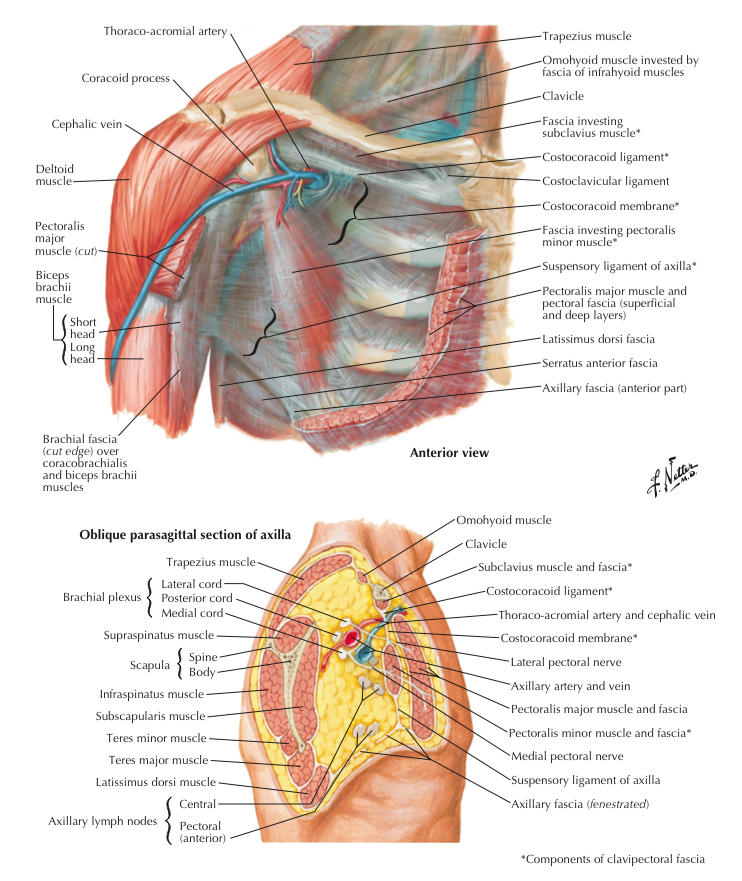 Thoraco-acromial artery
Coracoid process
Cephalic vein
Deltoid
muscle
Pectoralis
major
muscle (cut)
Biceps
brachii
muscle
Short
head
Long
head
Brachial fascia
(cut edge) over
coracobrachialis
and biceps brachii
muscles
Trapezius muscle
Omohyoid muscle invested by
fascia of infrahyoid muscles
Clavicle
Fascia investing
subclavius muscle*
Costocoracoid ligament*
Costoclavicular ligament
Costocoracoid membrane*
Fascia investing pectoralis
minor muscle*
Suspensory ligament of axilla*
Pectoralis major muscle and
pectoral fascia (superficial
and deep layers)
Latissimus dorsi fascia
Serratus anterior fascia
Axillary fascia (anterior part)
Anterior view
F. Netter
M.D.
Oblique parasagittal section of axilla
Trapezius muscle
Brachial plexus
Lateral cord
Posterior cord
Medial cord
Supraspinatus muscle
Scapula
Spine
Body
Infraspinatus muscle
Subscapularis muscle
Teres minor muscle
Teres major muscle
Latissimus dorsi muscle
Axillary lymph nodes
Central
Pectoral
(anterior)
Omohyoid muscle
Clavicle
Subclavius muscle and fascia*
Costocoracoid ligament*
Thoraco-acromial artery and cephalic vein
Costocoracoid membrane*
Lateral pectoral nerve
Axillary artery and vein
Pectoralis major muscle and fascia
Pectoralis minor muscle and fascia*
Medial pectoral nerve
Suspensory ligament of axilla
Axillary fascia (fenestrated)
*Components of clavipectoral fascia